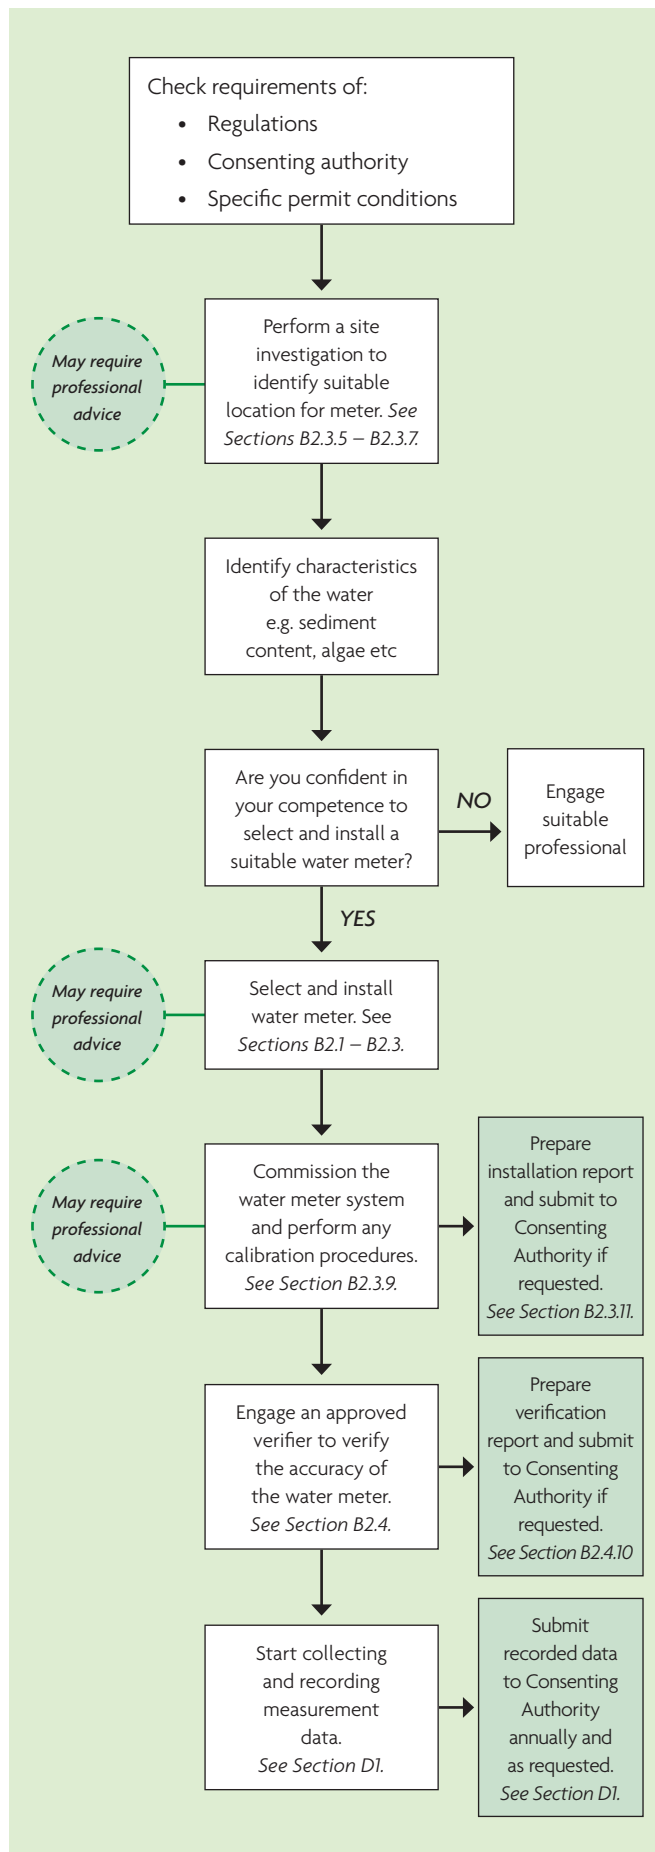 Check requirements of:
• Regulations
• Consenting authority
• Specific permit conditions
May require
professional
advice
Perform a site
investigation to
identify suitable
location for meter. See
Sections B2.3.5 – B2.3.7.
Identify characteristics
of the water
e.g. sediment
content, algae etc
Are you confident in
your competence to
select and install a
suitable water meter?
NO
Engage
suitable
professional
YES
May require
professional
advice
Select and install
water meter. See
Sections B2.1 – B2.3.
May require
professional
advice
Commission the
water meter system
and perform any
calibration procedures.
See Section B2.3.9.
Prepare
installation report
and submit to
Consenting
Authority if
requested.
See Section B2.3.11.
Engage an approved
verifier to verify
the accuracy of
the water meter.
See Section B2.4.
Prepare
verification
report and submit
to Consenting
Authority if
requested.
See Section B2.4.10
Start collecting
and recording
measurement
data.
See Section D1.
Submit
recorded data
to Consenting
Authority
annually and
as requested.
See Section D1.